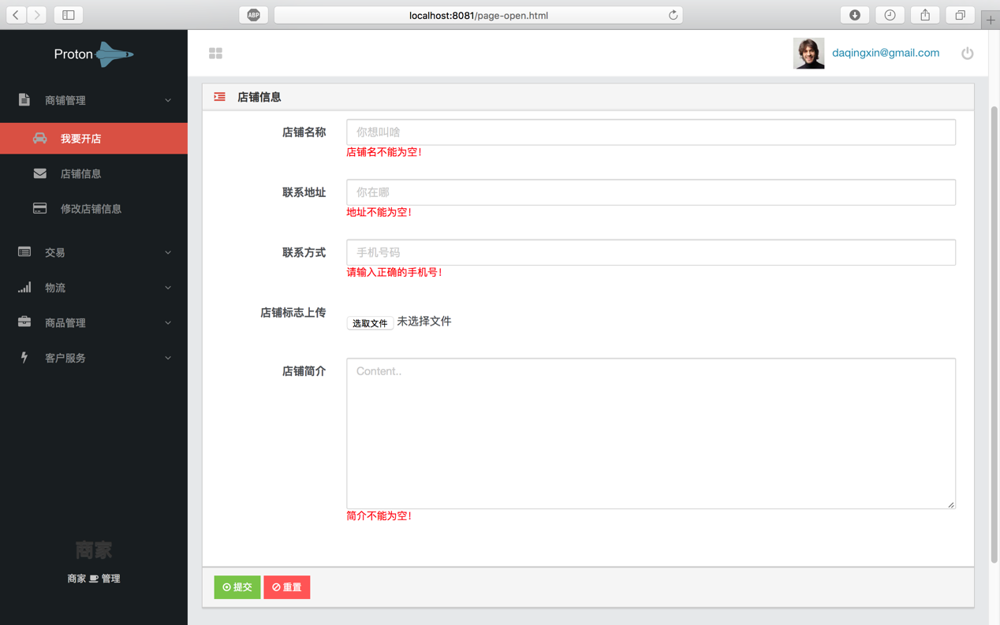 ABP
localhost:8081/page-open.html
Proton
daqingxin@gmail.com
商铺管理
我要开店
店铺信息
修改店铺信息
交易
物流
商品管理
客户服务
商家
商家 管理
店铺信息
店铺名称
你想叫啥
店铺名不能为空!
联系地址
你在哪
地址不能为空!
联系方式
手机号码
请输入正确的手机号!
店铺标志上传
选取文件 未选择文件
店铺简介
Content..
简介不能为空!
提交 重置